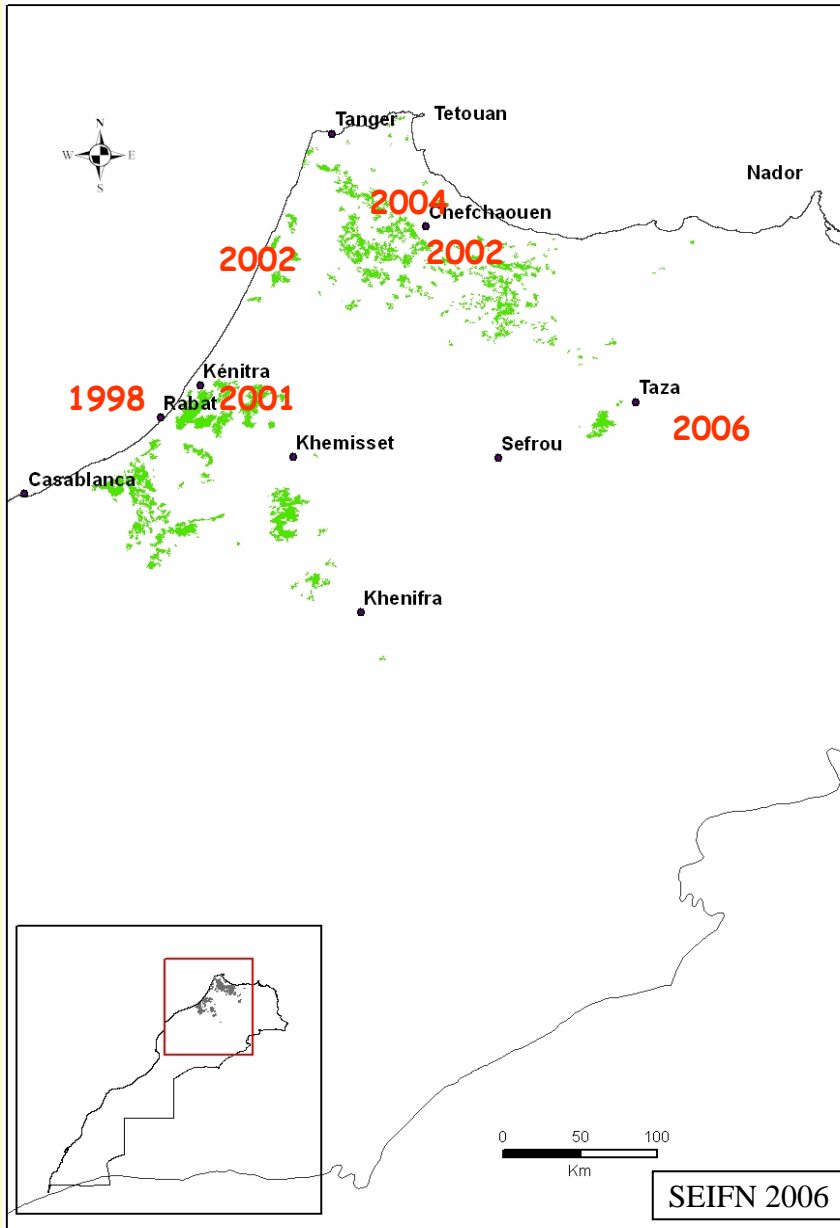 Tanger
Tetouan
N
W E
S
Nador
2004
Chefchaouen
2002
2002
Kénitra
1998
Rabat
2001
Taza
2006
Khemisset
Sefrou
Casablanca
Khenifra
0 50 100
Km
SEIFN 2006